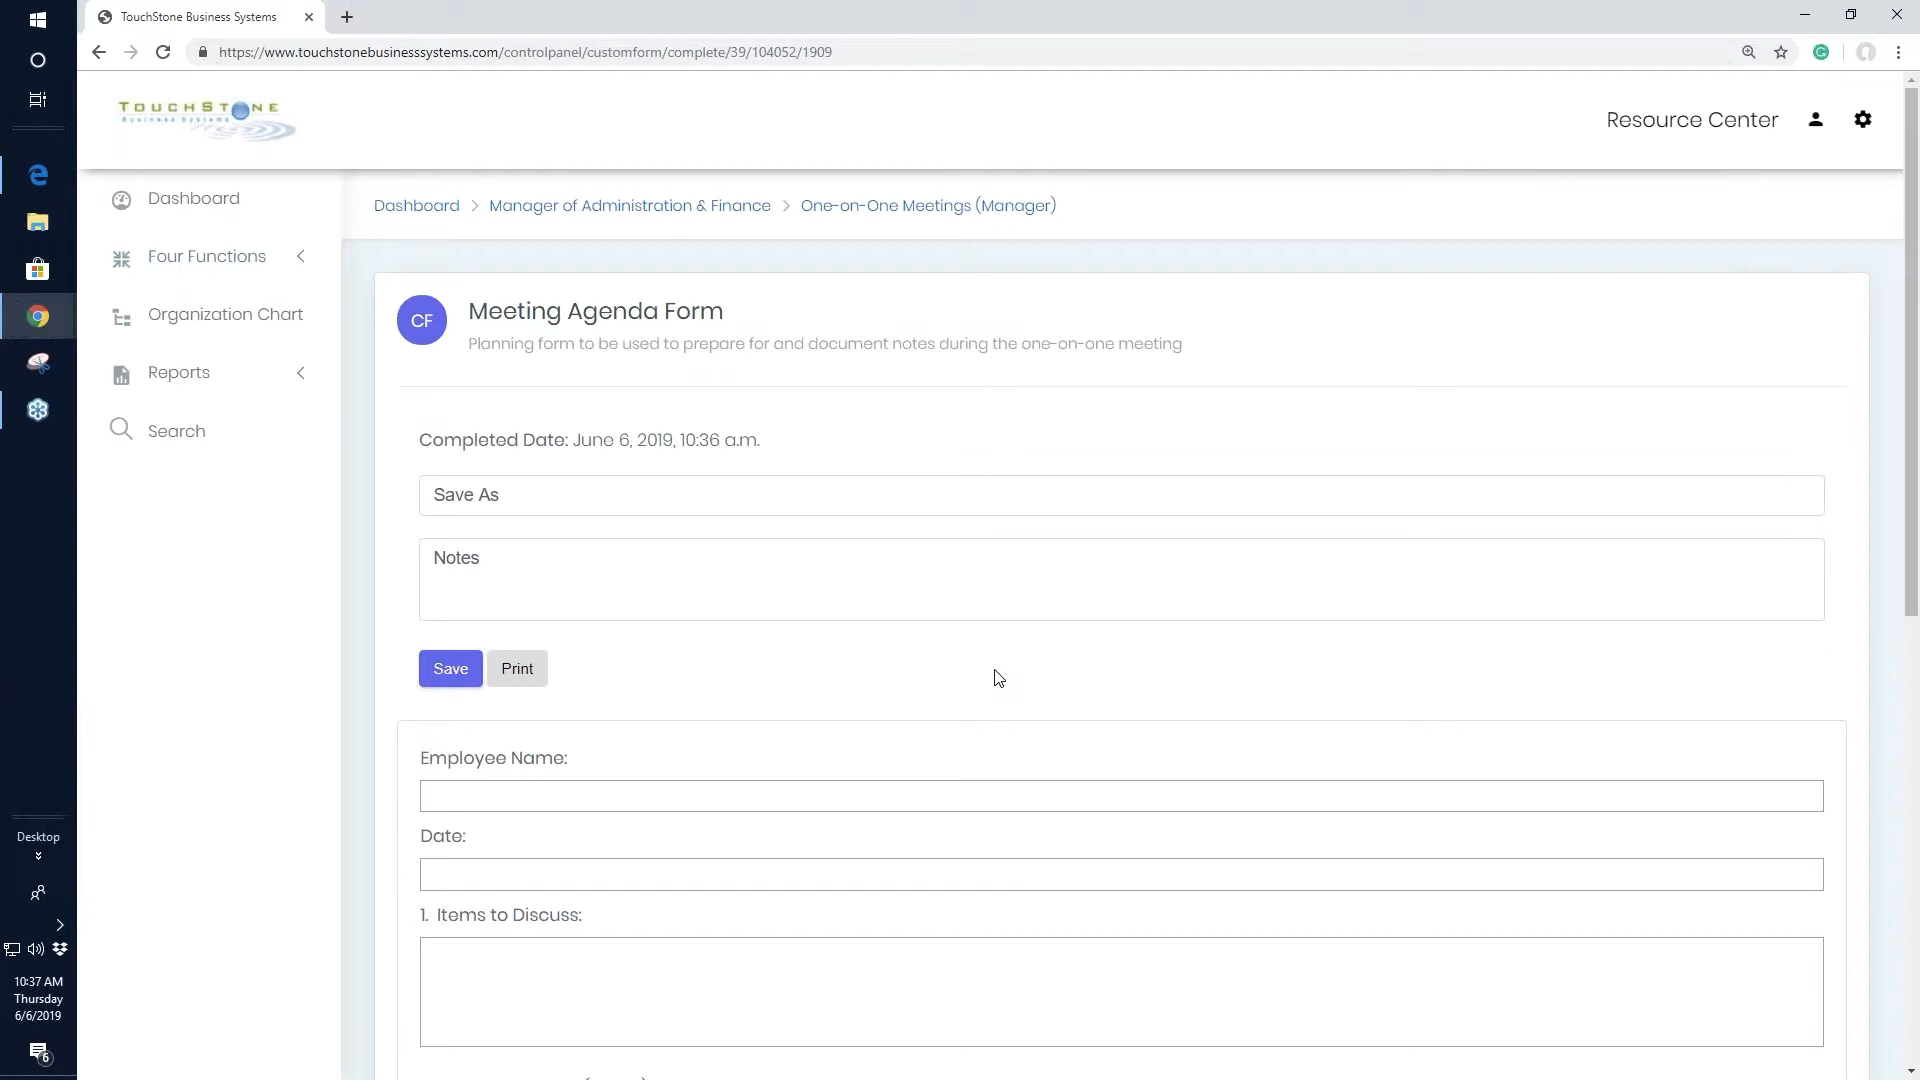 TouchStone Business Systems
https://www.touchstonebusinesssystems.com/controlpanel/customform/complete/39/104052/1909
TOUCHSTONE
Business Systems
Resource Center
Dashboard
Four Functions
Organization Chart
Reports
Search
Dashboard > Manager of Administration & Finance > One-on-One Meetings (Manager)
CF
Meeting Agenda Form
Planning form to be used to prepare for and document notes during the one-on-one meeting
Completed Date: June 6, 2019, 10:36 a.m.
Save As
Notes
Save
Print
Employee Name:
Date:
1. Items to Discuss:
Desktop
10:37 AM
Thursday
6/6/2019
6